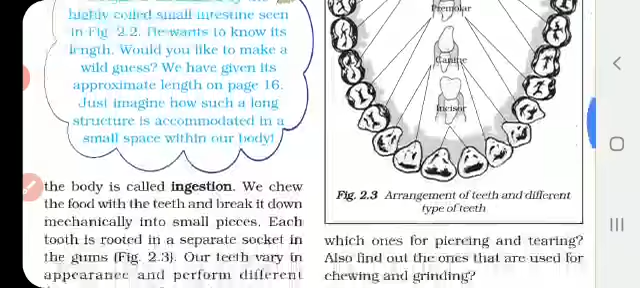 highly coiled small intestine seen
in Fig. 2.2. He wants to know its
length. Would you like to make a
wild guess? We have given its
approximate length on page 16.
Just imagine how such a long
structure is accommodated in a
small space within our body!
the body is called ingestion. We chew
the food with the teeth and break it down
mechanically into small pieces. Each
tooth is rooted in a separate socket in
the gums (Fig. 2.3). Our teeth vary in
appearance and perform different
Premolar
Canine
Incisor
Fig. 2.3 Arrangement of teeth and different
type of teeth
which ones for piercing and tearing?
Also find out the ones that are used for
chewing and grinding?